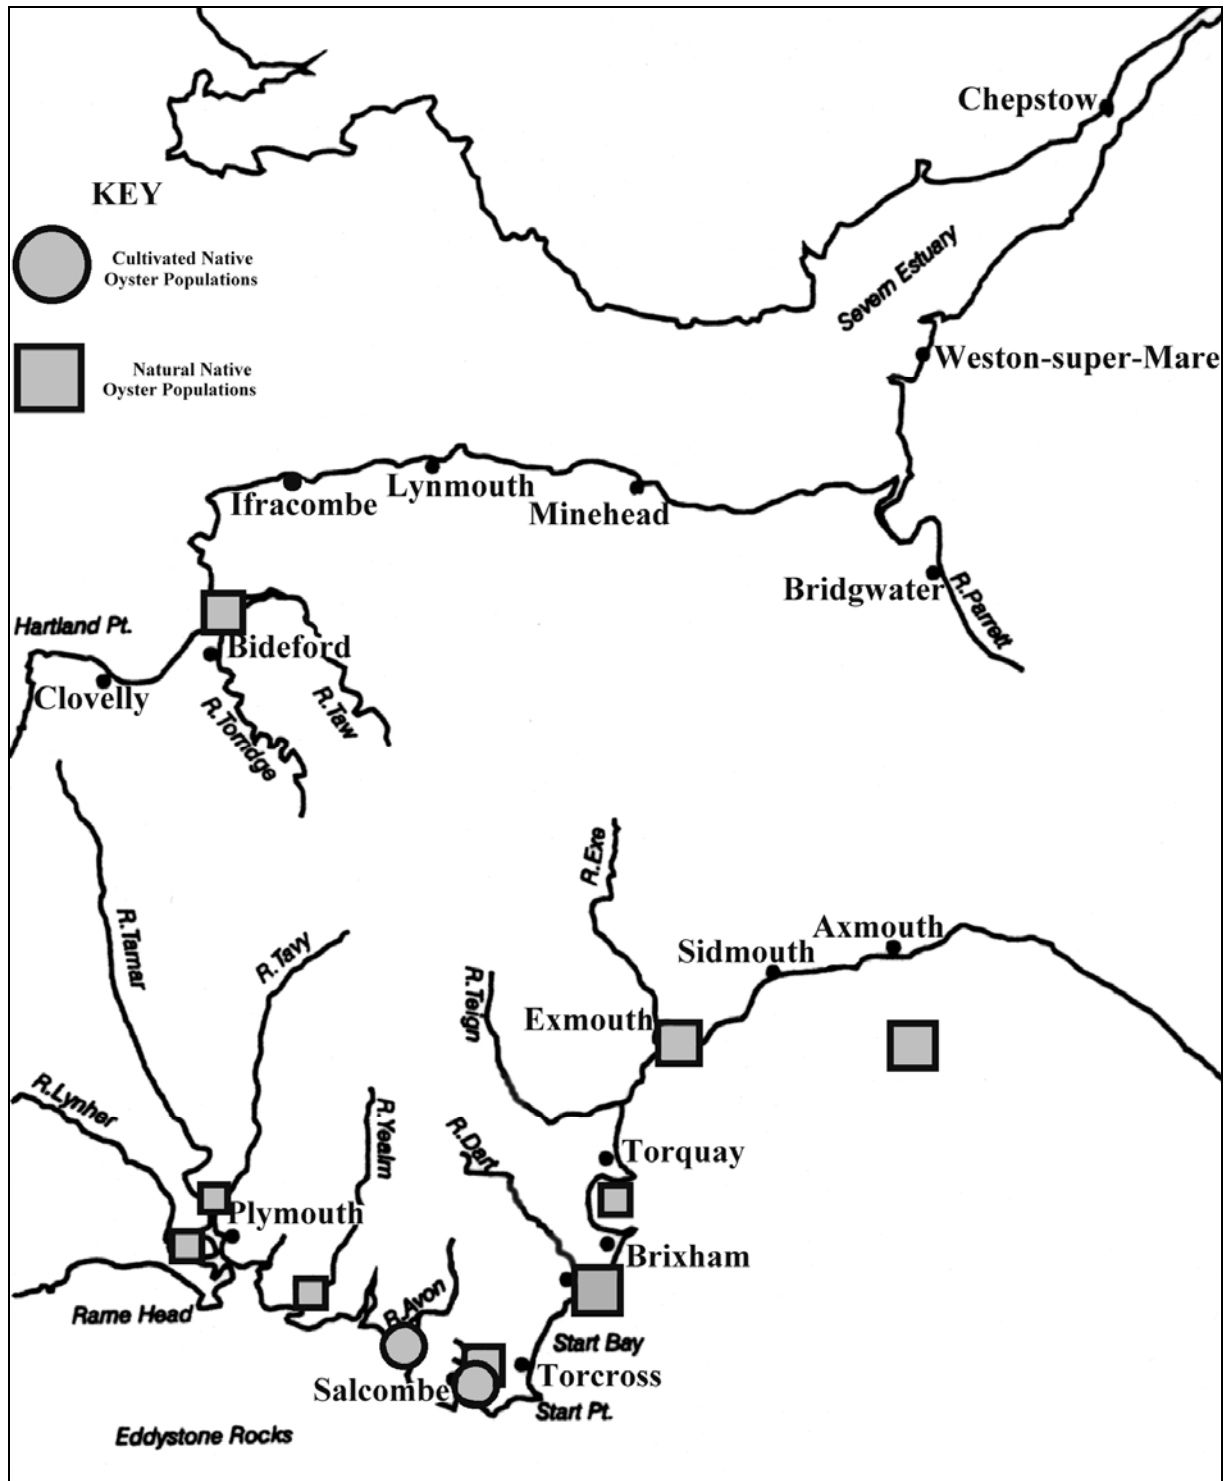 Chepstow
KEY
Cultivated Native
Oyster Populations
Severn Estuary
Natural Native
Oyster Populations
Weston-super-Mare
Ifracombe
Lynmouth
Minehead
Bridgwater
R.Parrett
Hartland Pt.
Bideford
Clovelly
R.Torridge
R.Taw
R.Exe
R.Tamar
R.Tavy
R.Teign
Sidmouth
Axmouth
Exmouth
R.Lynher
R.Yealm
R.Dart
Torquay
Plymouth
Brixham
Rame Head
R.Avon
Start Bay
Salcombe
Torcross
Start Pt.
Eddystone Rocks